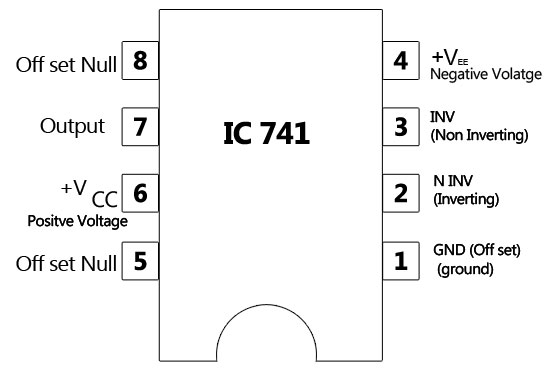 Off set Null 8
Output 7
+V CC 6
Positve Voltage
Off set Null 5
IC 741
4 +VEE
Negative Volatge
3 INV
(Non Inverting)
2 N INV
(Inverting)
1 GND (Off set)
(ground)